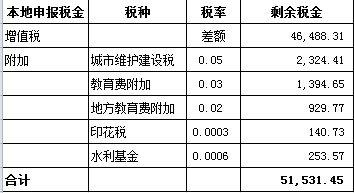 本地申报税金 税种 税率 剩余税金
增值税 差额 46,488.31
附加 城市维护建设税 0.05 2,324.41
教育费附加 0.03 1,394.65
地方教育费附加 0.02 929.77
印花税 0.0003 140.73
水利基金 0.0006 253.57
合计 51,531.45